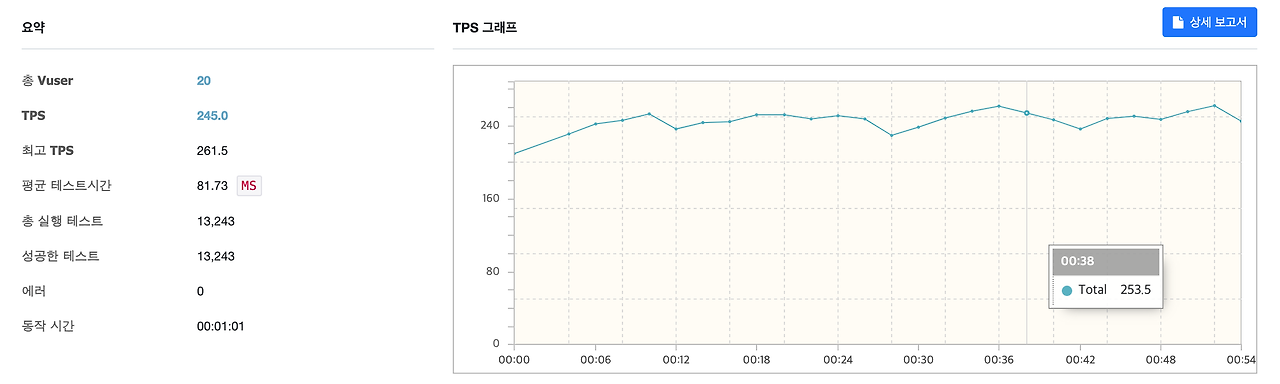 요약
총 Vuser 20
TPS 245.0
최고 TPS 261.5
평균 테스트시간 81.73 MS
총 실행 테스트 13,243
성공한 테스트 13,243
에러 0
동작 시간 00:01:01
TPS 그래프
상세 보고서
240
160
80
0
00:38
Total 253.5
00:00 00:06 00:12 00:18 00:24 00:30 00:36 00:42 00:48 00:54